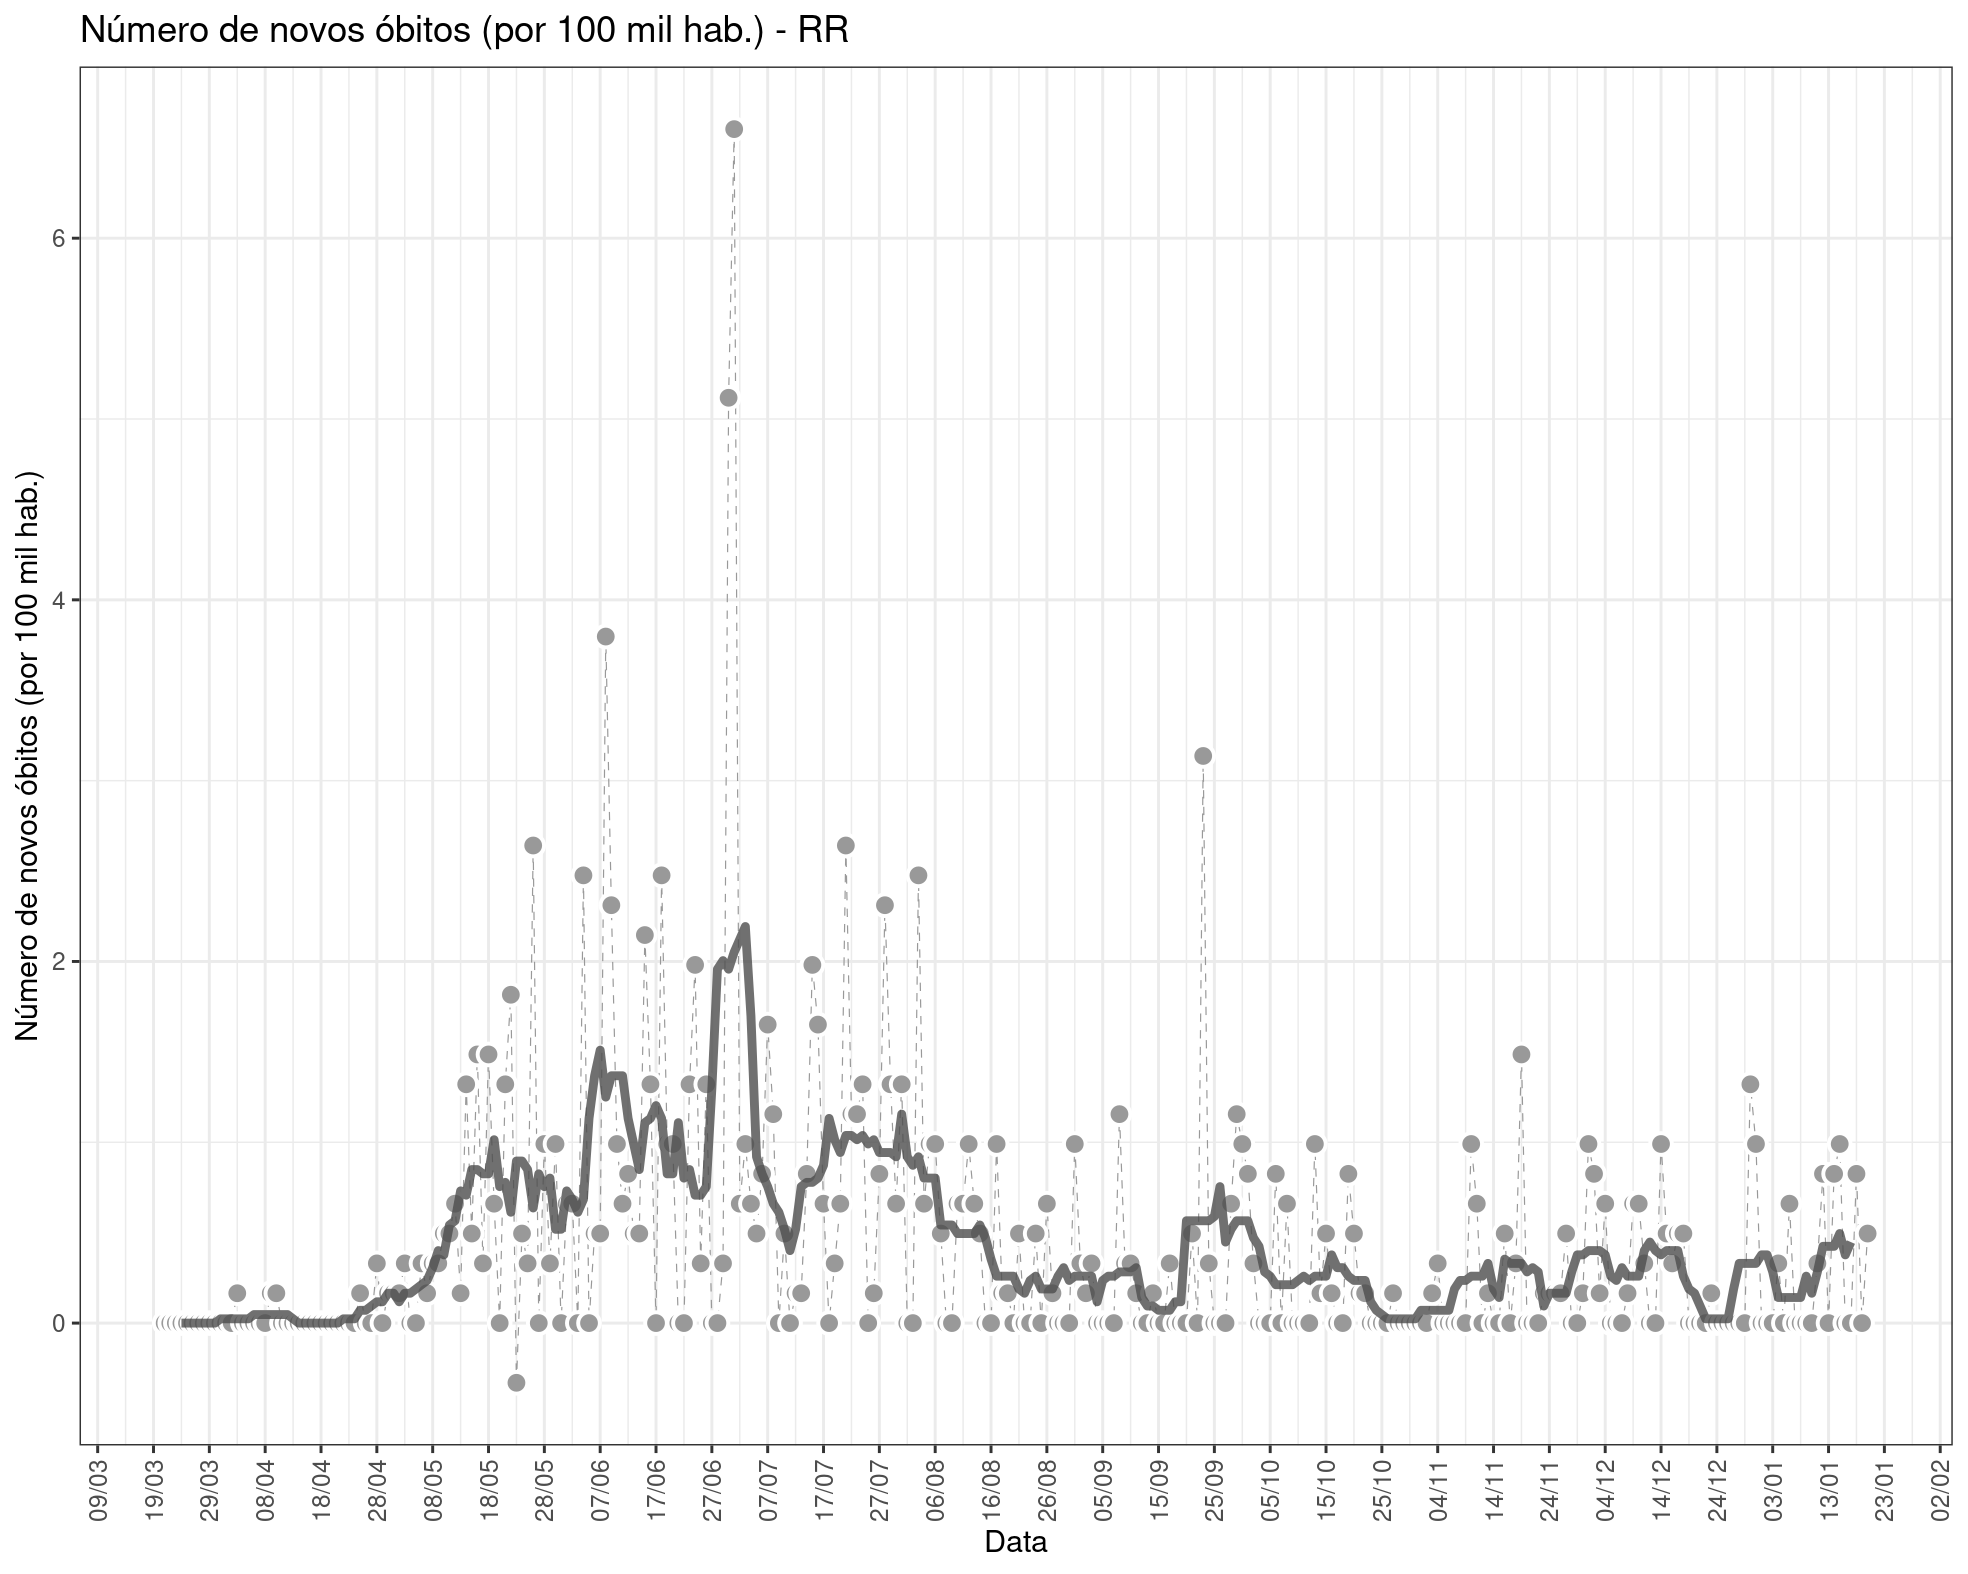 Número de novos óbitos (por 100 mil hab.) - RR
Número de novos óbitos (por 100 mil hab.)
6
4
2
0
09/03 19/03 29/03 08/04 18/04 28/04 08/05 18/05 28/05 07/06 17/06 27/06 07/07 17/07 27/07 06/08 16/08 26/08 05/09 15/09 25/09 05/10 15/10 25/10 04/11 14/11 24/11 04/12 14/12 24/12 03/01 13/01 23/01 02/02
Data